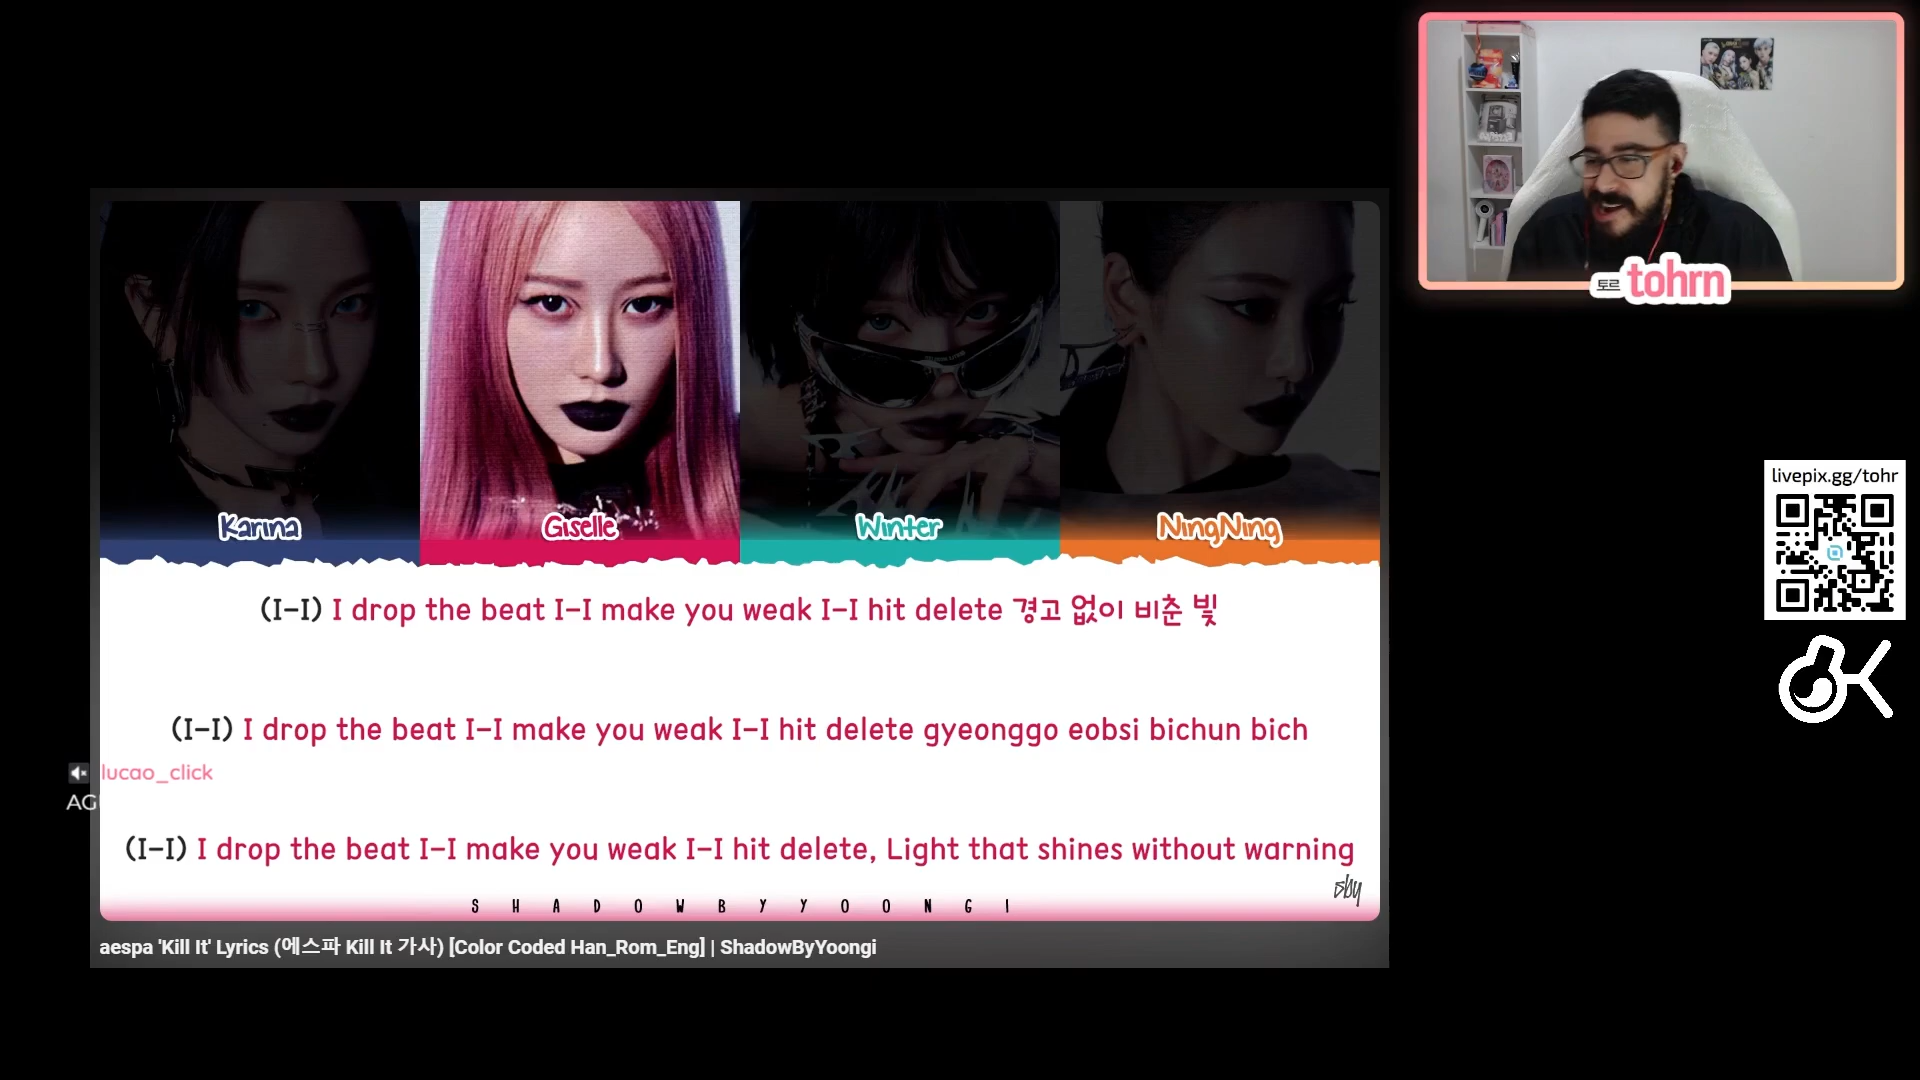 토르 tohrn
livepix.gg/tohr
Karina
Giselle
Winter
NingNing
(I-I) I drop the beat I-I make you weak I-I hit delete 경고 없이 비춘 빛
(I-I) I drop the beat I-I make you weak I-I hit delete gyeonggo eobsi bichun bich
lucao_click
AG
(I-I) I drop the beat I-I make you weak I-I hit delete, Light that shines without warning
sby
SHADOWBYYOONGI
aespa 'Kill It' Lyrics (에스파 Kill It 가사) [Color Coded Han_Rom_Eng] | ShadowByYoongi